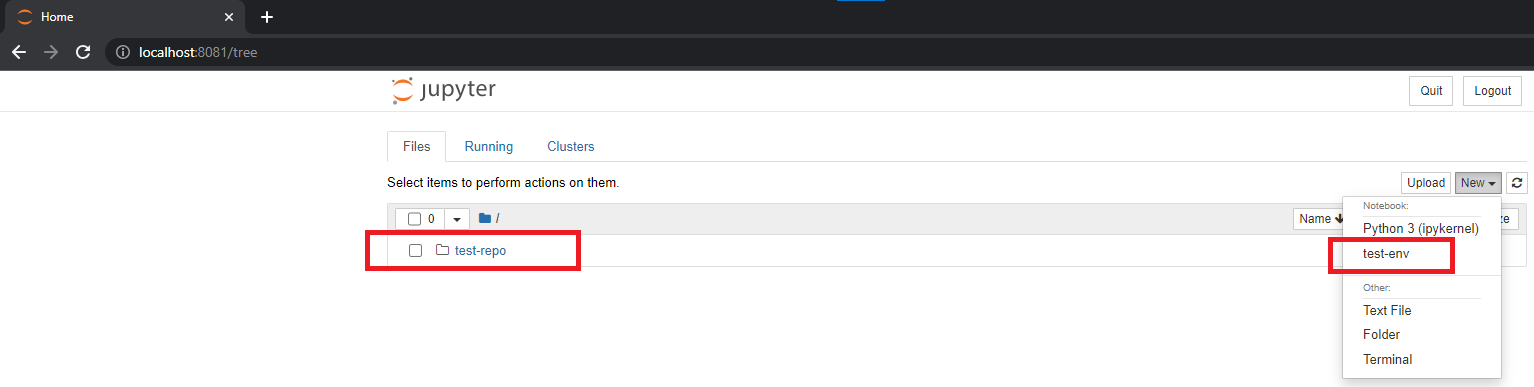 Home
localhost:8081/tree
jupyter
Quit Logout
Files Running Clusters
Select items to perform actions on them.
Upload New
0 / Name ze
test-repo
Notebook:
Python 3 (ipykernel)
test-env
Other:
Text File
Folder
Terminal